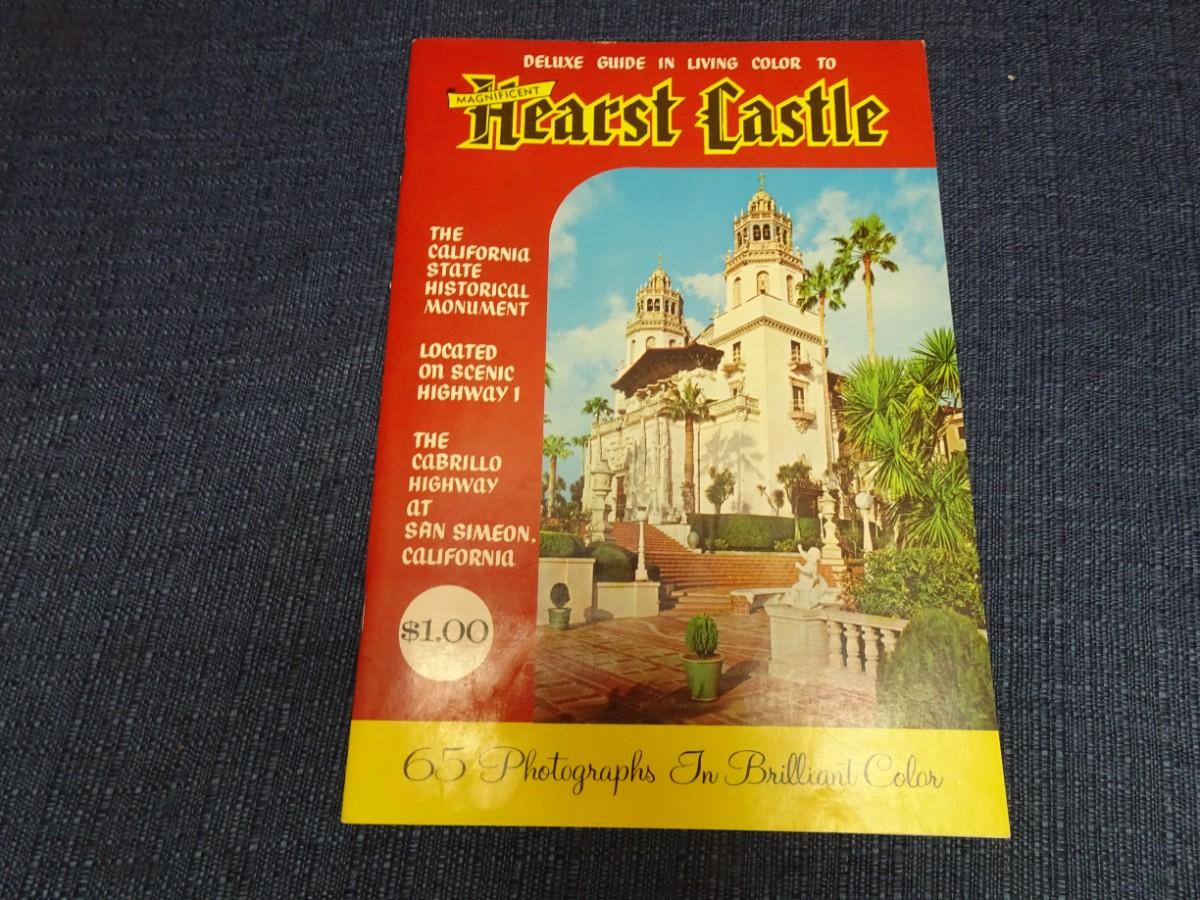 DELUXE GUIDE IN LIVING COLOR TO
MAGNIFICENT
Hearst Castle
THE
CALIFORNIA
STATE
HISTORICAL
MONUMENT
LOCATED
ON SCENIC
HIGHWAY 1
THE
CABRILLO
HIGHWAY
AT
SAN SIMEON,
CALIFORNIA
$1.00
65 Photographs In Brilliant Color